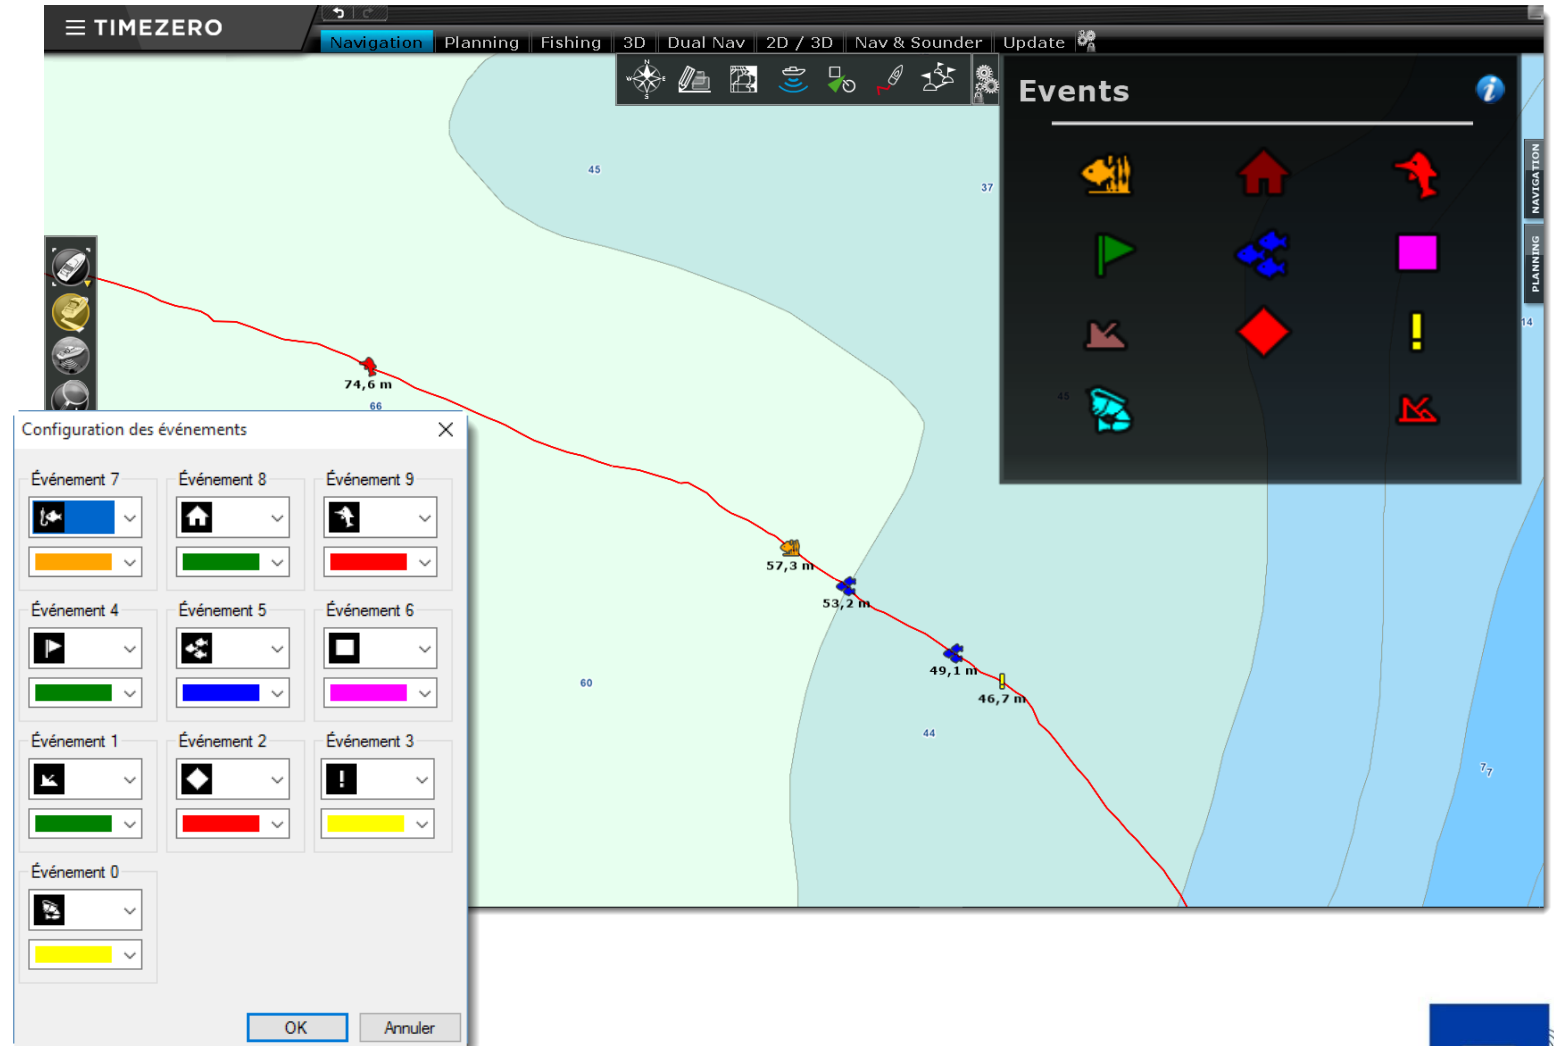 TIMEZERO
Navigation Planning Fishing 3D Dual Nav 2D / 3D Nav & Sounder Update
N
W E
S
Events
i
NAVIGATION
PLANNING
45
37
14
45
74,6 m
66
57,3 m
53,2 m
49,1 m
46,7 m
60
44
77
Configuration des événements
Événement 7 Événement 8 Événement 9
Événement 4 Événement 5 Événement 6
Événement 1 Événement 2 Événement 3
Événement 0
OK Annuler